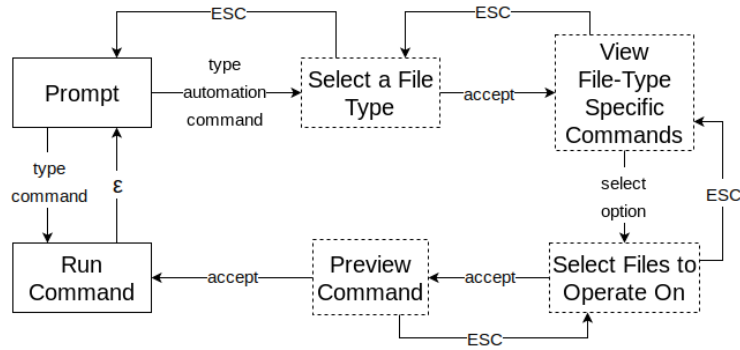 ESC
ESC
Prompt
type
automation
command
Select a File
Type
accept
View
File-Type
Specific
Commands
type
command
ε
select
option
ESC
Run
Command
accept
Preview
Command
accept
Select Files to
Operate On
ESC